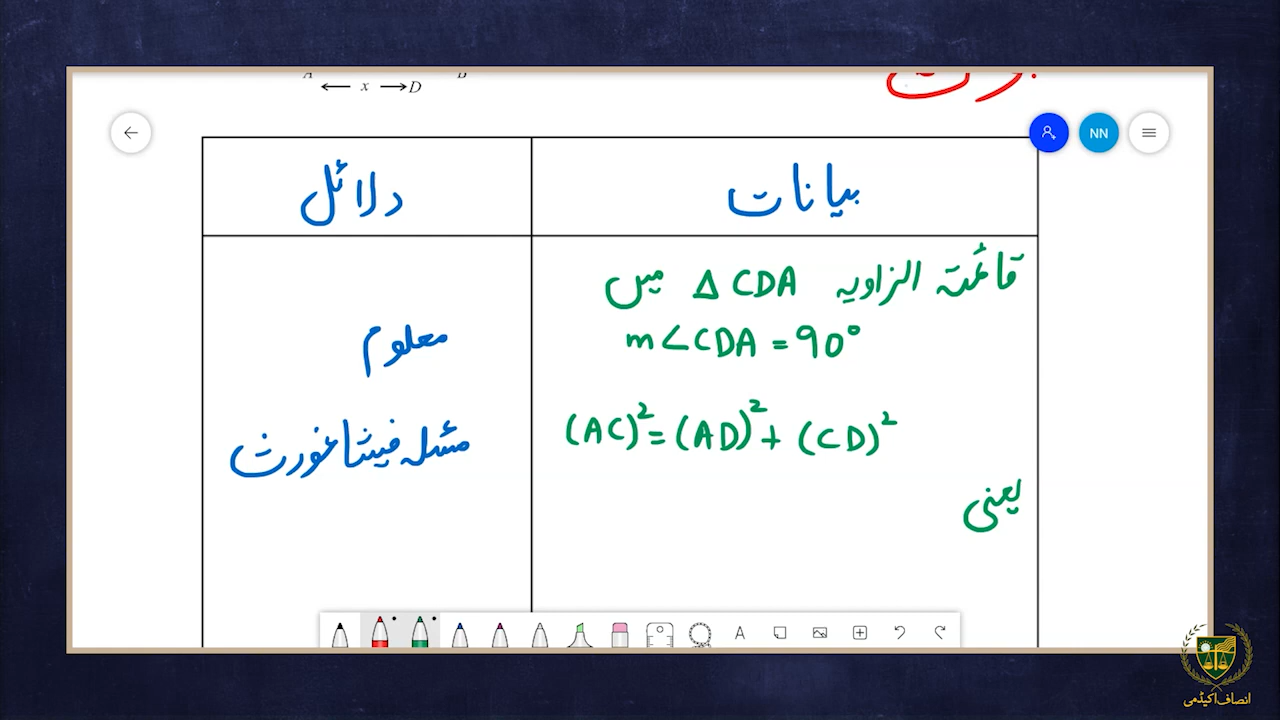 A B
← x → D
NN
بیانات
دلائل
قائمۃ الزاویہ Δ CDA میں
m∠CDA = 90°
معلوم
(AC)² = (AD)² + (CD)²
مسئلہ فیثاغورث
یعنی
A
انصاف اکیڈمی